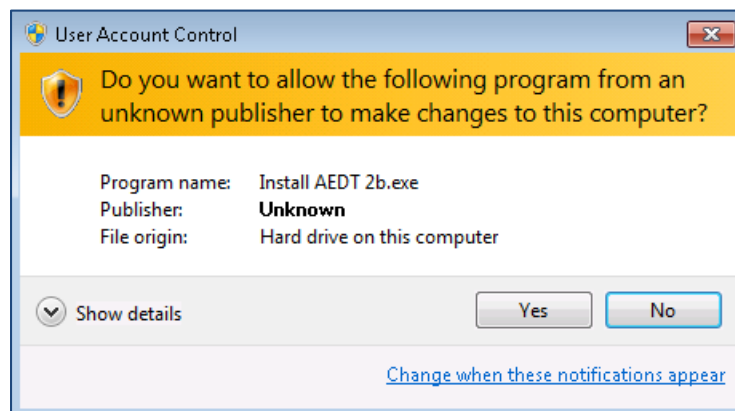 User Account Control
Do you want to allow the following program from an
unknown publisher to make changes to this computer?
Program name: Install AEDT 2b.exe
Publisher: Unknown
File origin: Hard drive on this computer
Show details
Yes
No
Change when these notifications appear